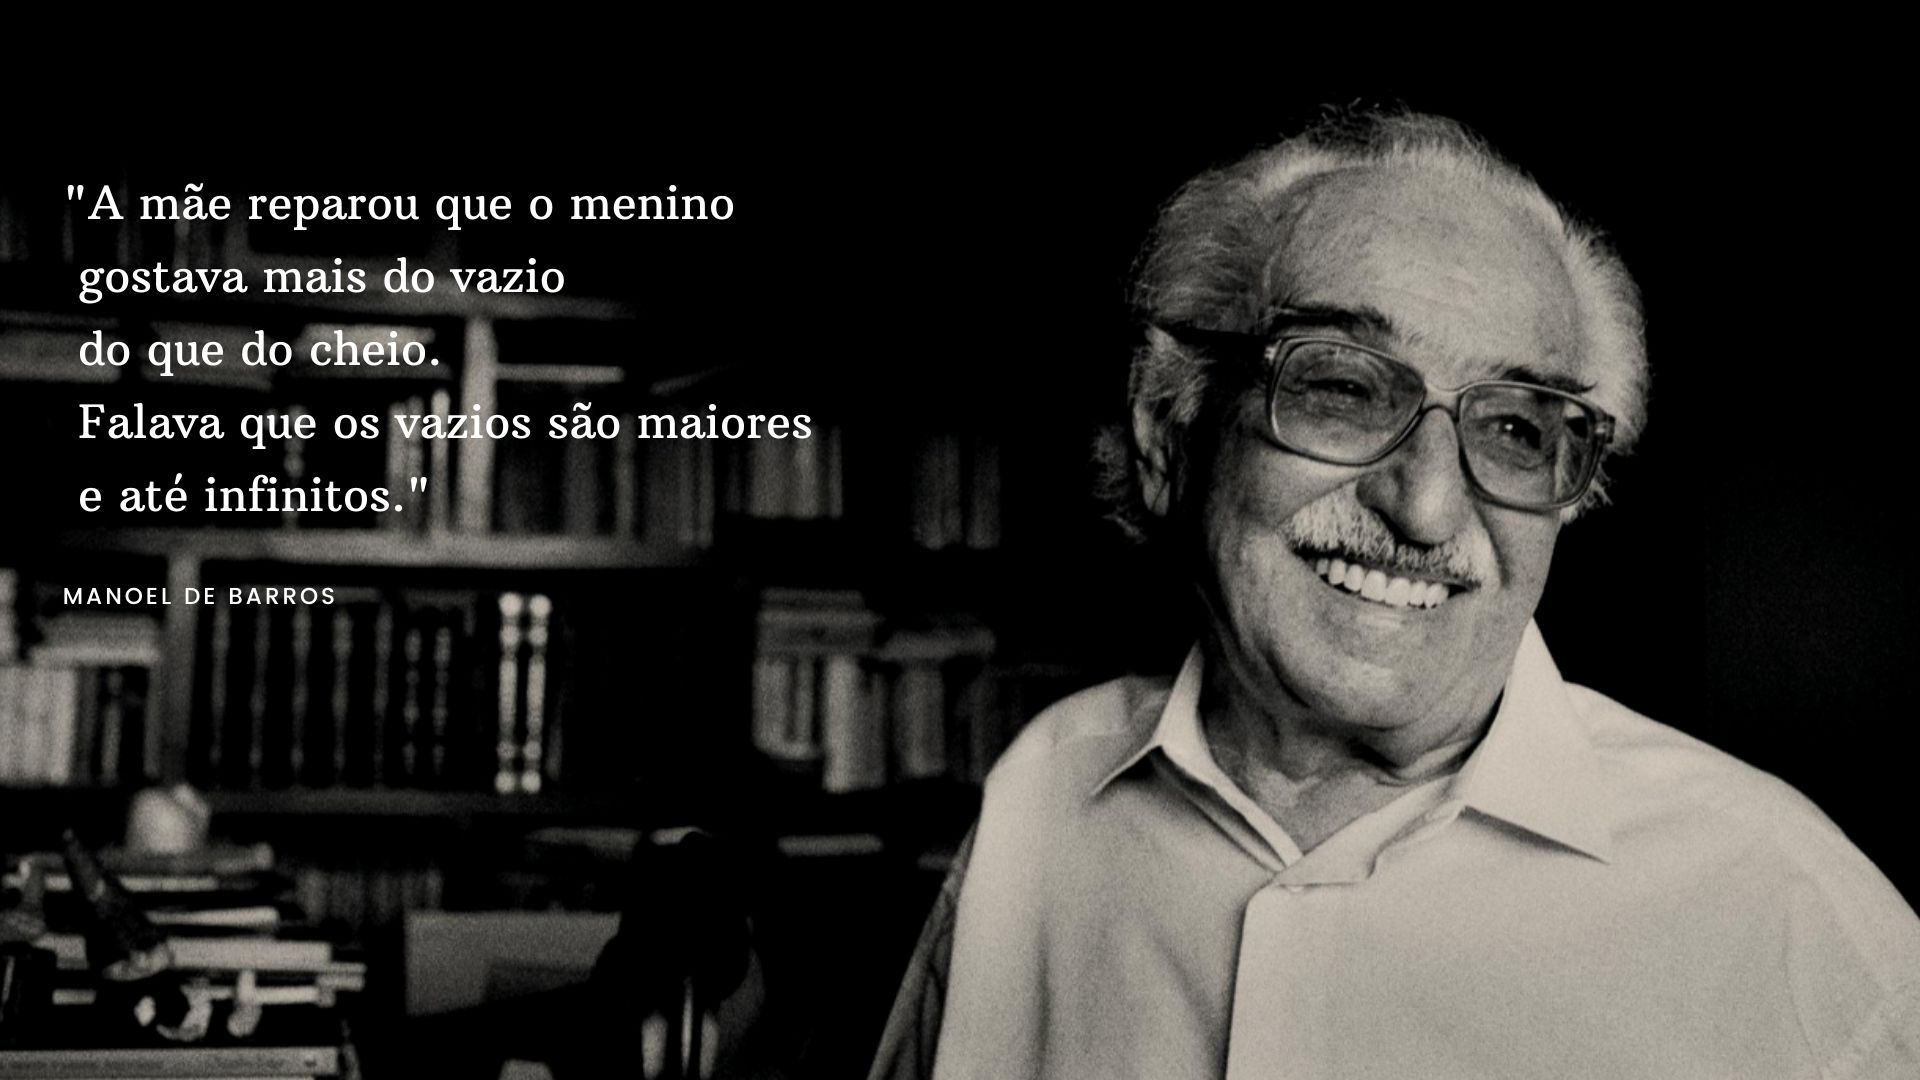 "A mãe reparou que o menino
gostava mais do vazio
do que do cheio.
Falava que os vazios são maiores
e até infinitos."
MANOEL DE BARROS